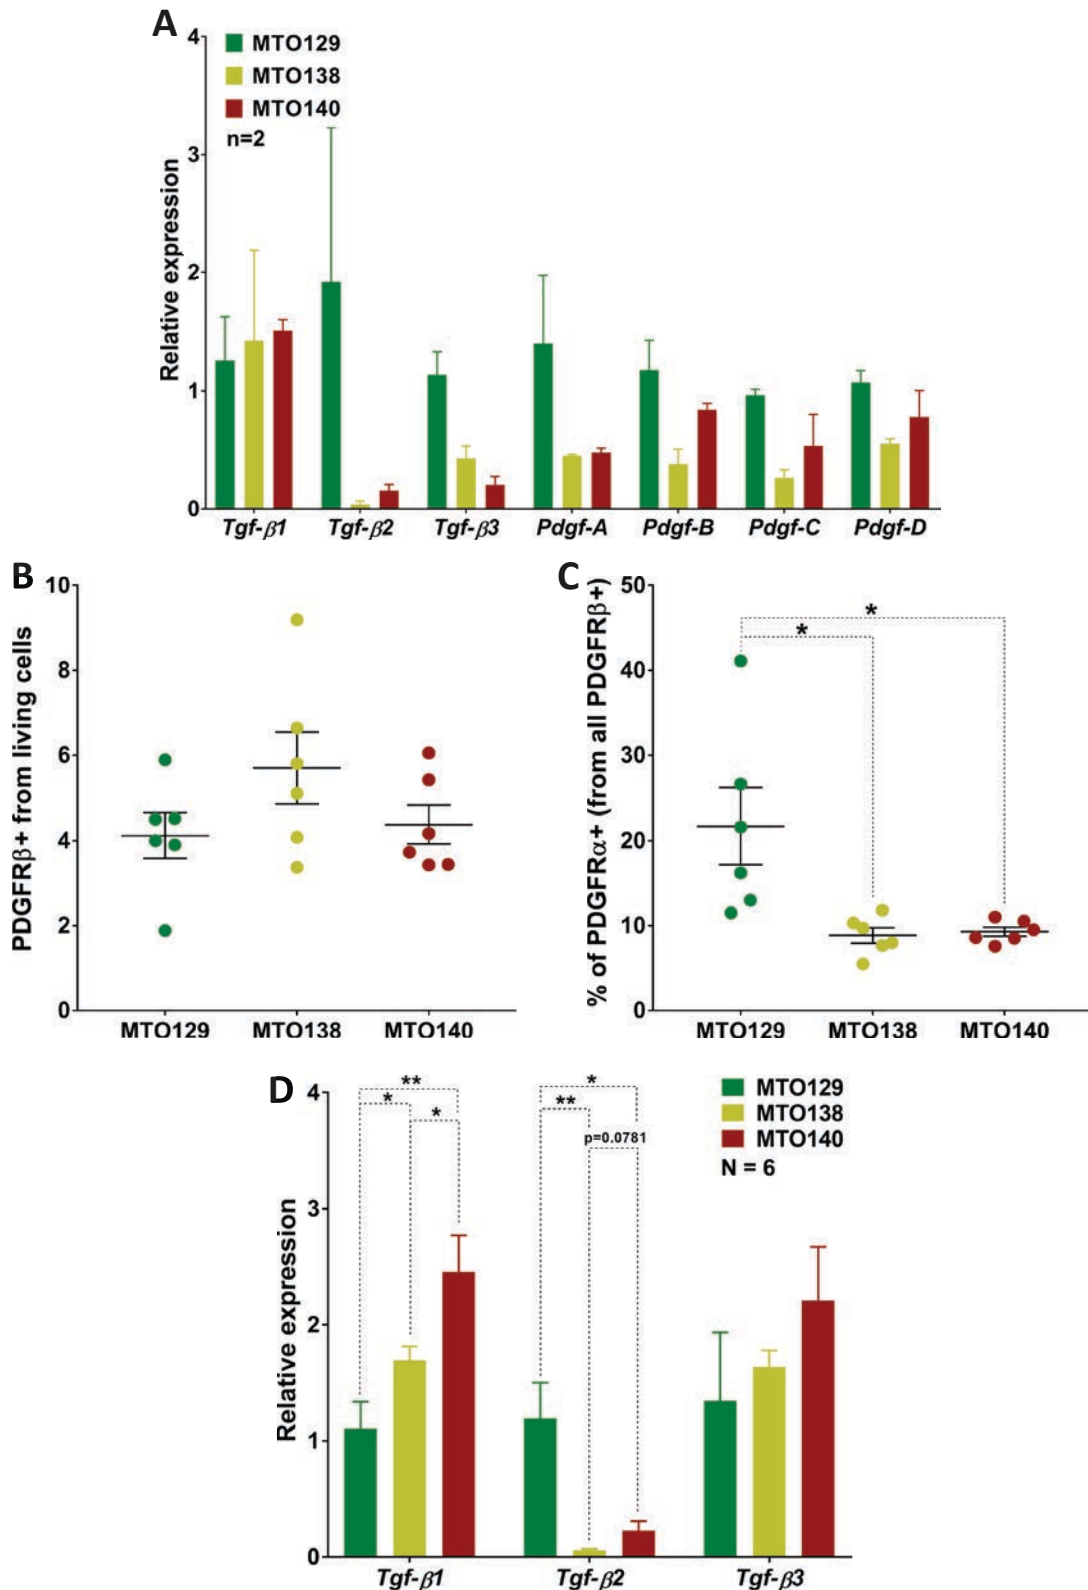 A
4
3
2
1
0
Relative expression
MTO129
MTO138
MTO140
n=2
Tgf-β1 Tgf-β2 Tgf-β3 Pdgf-A Pdgf-B Pdgf-C Pdgf-D
B
10
8
6
4
2
0
PDGFRβ+ from living cells
MTO129 MTO138 MTO140
C
50
40
30
20
10
0
% of PDGFRα+ (from all PDGFRβ+)
*
*
MTO129 MTO138 MTO140
D
4
3
2
1
0
Relative expression
**
*
*
*
**
p=0.0781
MTO129
MTO138
MTO140
N = 6
Tgf-β1 Tgf-β2 Tgf-β3